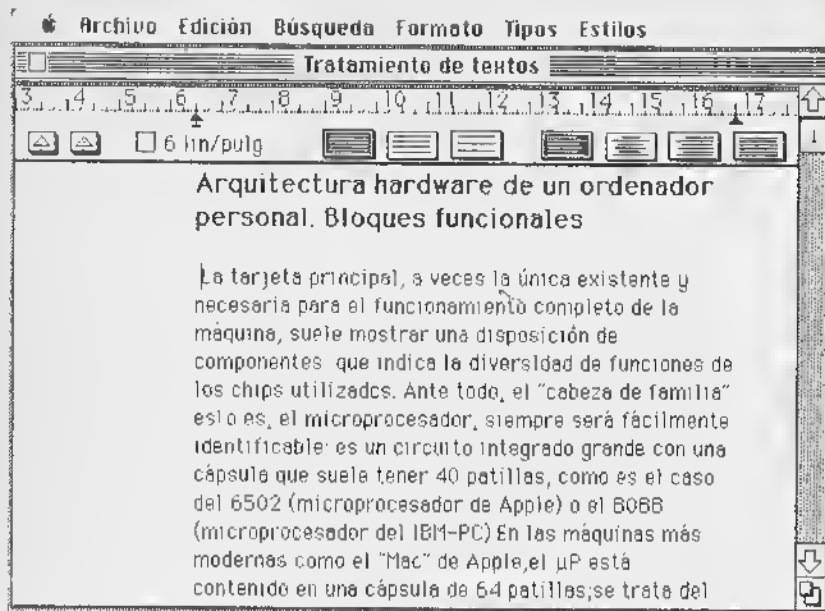 Archivo Edición Búsqueda Formato Tipos Estilos
Tratamiento de textos
3 4 5 6 7 8 9 10 11 12 13 14 15 16 17
6 lin/pulg
Arquitectura hardware de un ordenador
personal. Bloques funcionales
La tarjeta principal, a veces la única existente y
necesaria para el funcionamiento completo de la
máquina, suele mostrar una disposición de
componentes que indica la diversidad de funciones de
los chips utilizados. Ante todo, el "cabeza de familia"
esto es, el microprocesador, siempre será fácilmente
identificable: es un circuito integrado grande con una
cápsula que suele tener 40 patillas, como es el caso
del 6502 (microprocesador de Apple) o el 8088
(microprocesador del IBM-PC) En las máquinas más
modernas como el "Mac" de Apple,el µP está
contenido en una cápsula de 64 patillas;se trata del